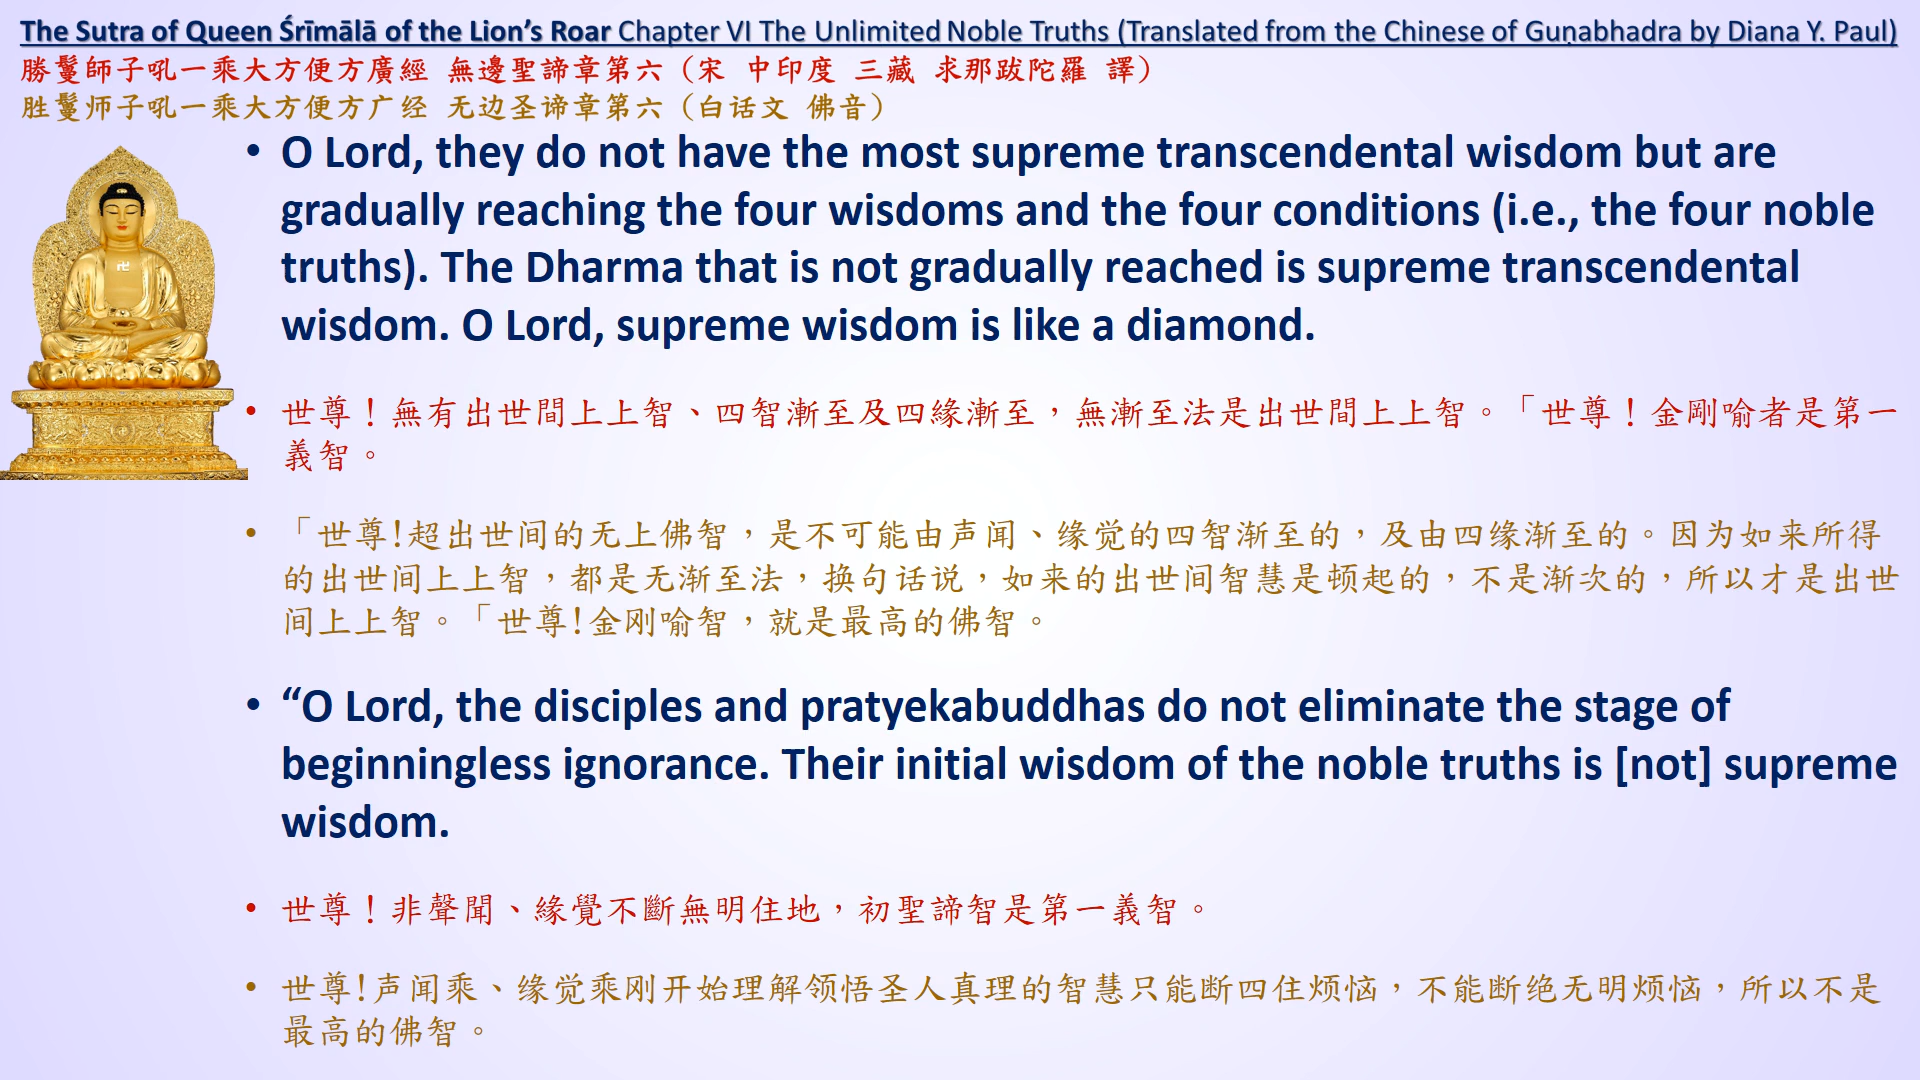 The Sutra of Queen Śrīmālā of the Lion’s Roar Chapter VI The Unlimited Noble Truths (Translated from the Chinese of Guṇabhadra by Diana Y. Paul)
勝鬘師子吼一乘大方便方廣經 無邊聖諦章第六（宋 中印度 三藏 求那跋陀羅 譯）
胜鬘师子吼一乘大方便方广经 无边圣谛章第六（白话文 佛音）
• O Lord, they do not have the most supreme transcendental wisdom but are
gradually reaching the four wisdoms and the four conditions (i.e., the four noble
truths). The Dharma that is not gradually reached is supreme transcendental
wisdom. O Lord, supreme wisdom is like a diamond.
• 世尊！無有出世間上上智、四智漸至及四緣漸至，無漸至法是出世間上上智。「世尊！金剛喻者是第一
義智。
• 「世尊!超出世间的无上佛智，是不可能由声闻、缘觉的四智渐至的，及由四缘渐至的。因为如来所得
的出世间上上智，都是无渐至法，换句话说，如来的出世间智慧是顿起的，不是渐次的，所以才是出世
间上上智。「世尊!金刚喻智，就是最高的佛智。
• “O Lord, the disciples and pratyekabuddhas do not eliminate the stage of
beginningless ignorance. Their initial wisdom of the noble truths is [not] supreme
wisdom.
• 世尊！非聲聞、緣覺不斷無明住地，初聖諦智是第一義智。
• 世尊!声闻乘、缘觉乘刚开始理解领悟圣人真理的智慧只能断四住烦恼，不能断绝无明烦恼，所以不是
最高的佛智。